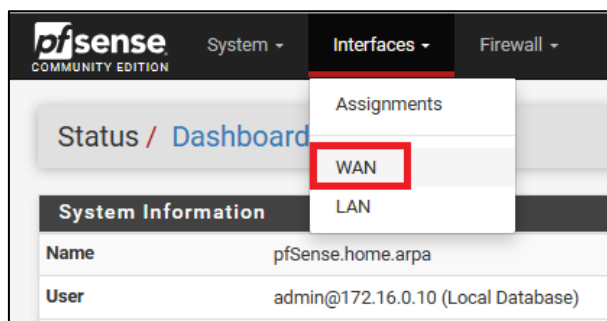 pfsense System Interfaces Firewall
COMMUNITY EDITION
Assignments
Status / Dashboard
WAN
LAN
System Information
Name pfSense.home.arpa
User admin@172.16.0.10 (Local Database)